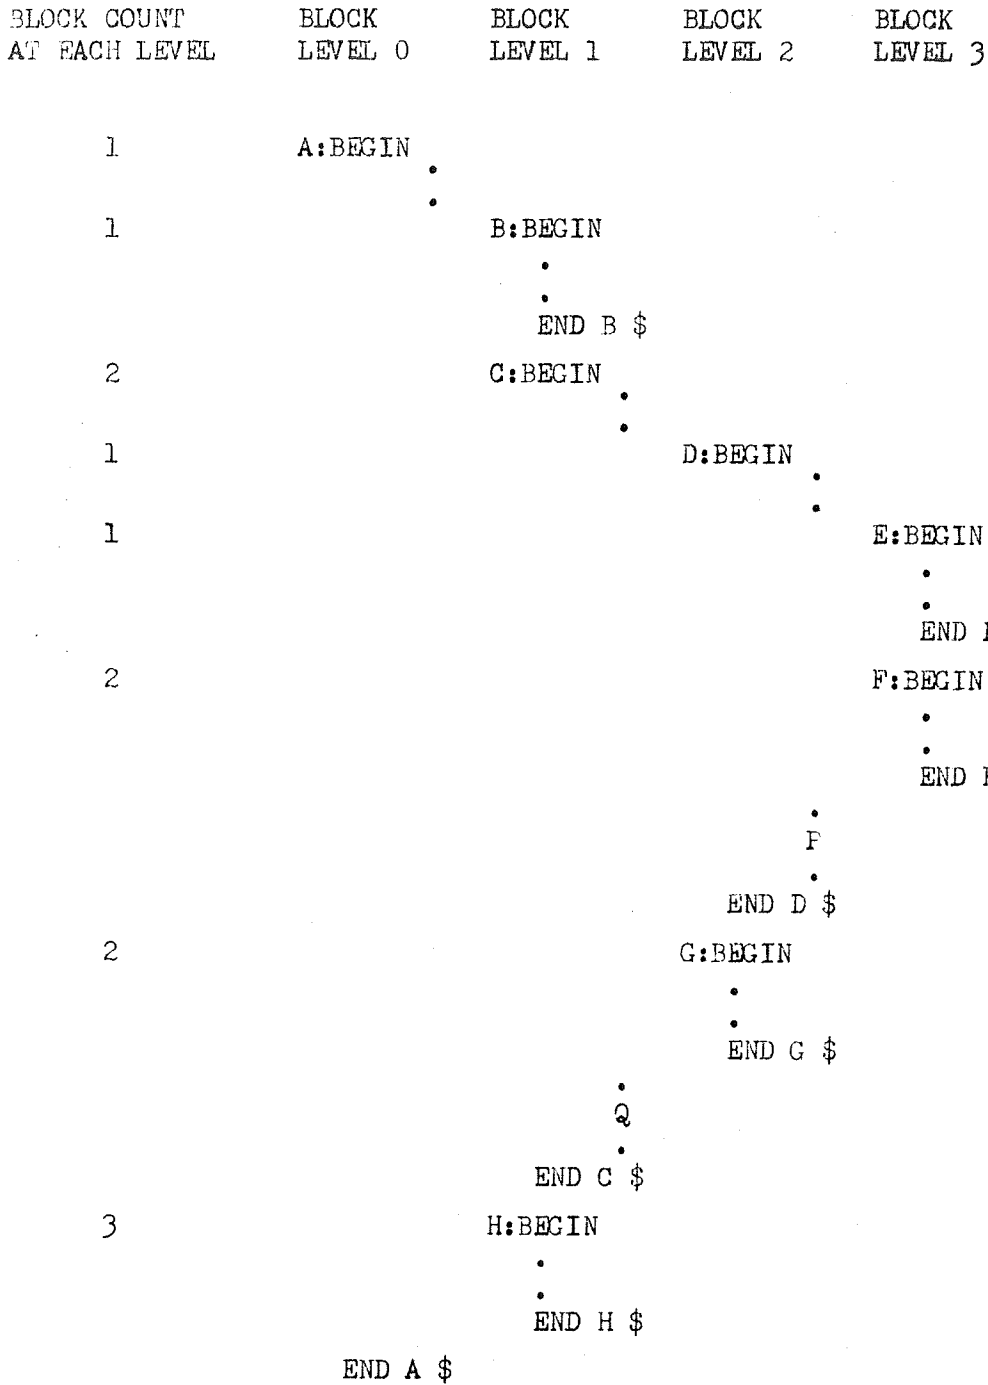 BLOCK COUNT BLOCK BLOCK BLOCK BLOCK
AT EACH LEVEL LEVEL 0 LEVEL 1 LEVEL 2 LEVEL 3
1 A:BEGIN
.
.
1 B:BEGIN
.
.
END B $
2 C:BEGIN
.
.
1 D:BEGIN
.
.
1 E:BEGIN
.
.
END
2 F:BEGIN
.
.
END
.
P
.
END D $
2 G:BEGIN
.
.
END G $
.
Q
.
END C $
3 H:BEGIN
.
.
END H $
END A $